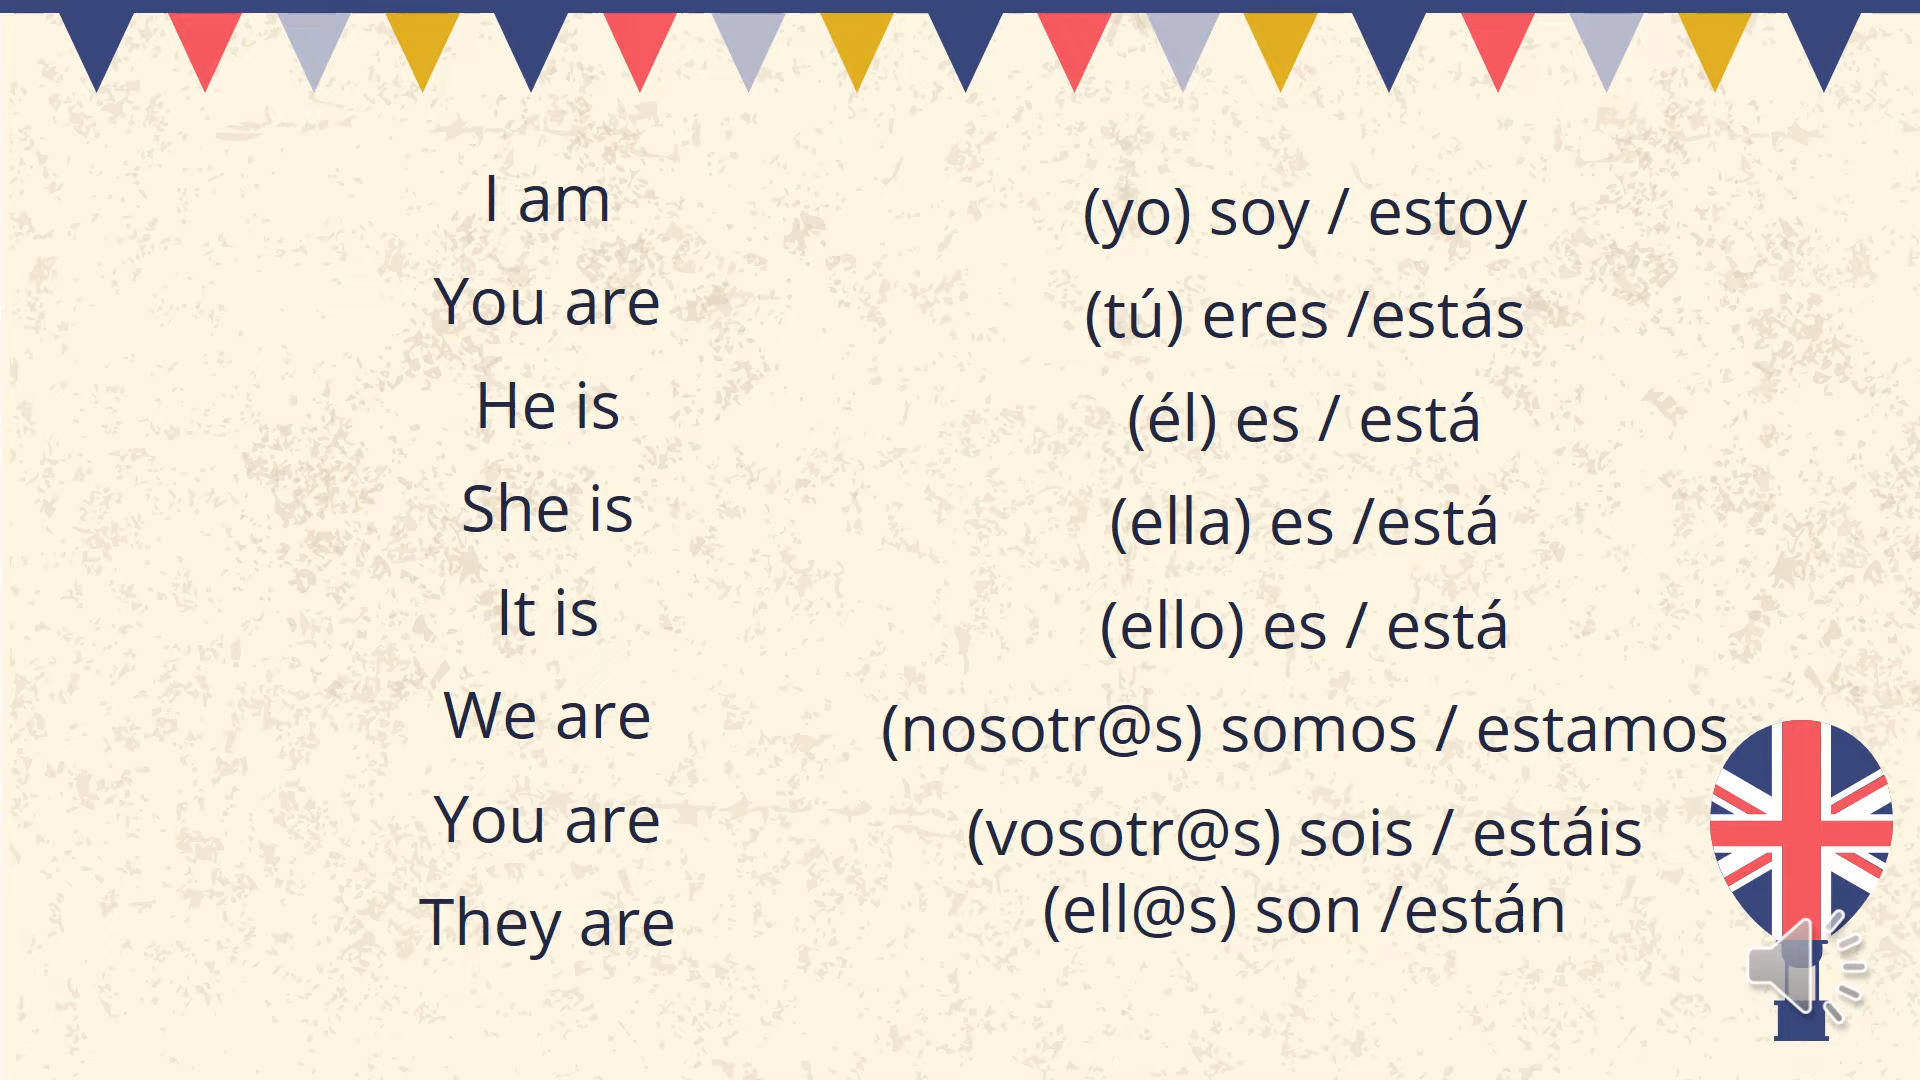 I am
You are
He is
She is
It is
We are
You are
They are
(yo) soy / estoy
(tú) eres /estás
(él) es / está
(ella) es /está
(ello) es / está
(nosotr@s) somos / estamos
(vosotr@s) sois / estáis
(ell@s) son /están